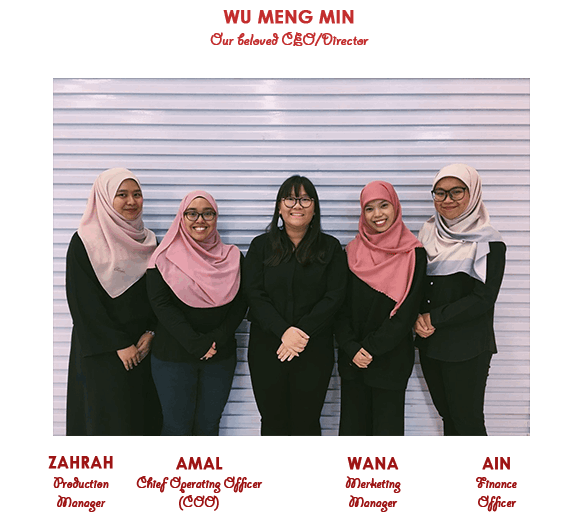 WU MENG MIN
Our beloved CEO/Director
ZAHRAH
Production
Manager
AMAL
Chief Operating Officer
(COO)
WANA
Merketing
Manager
AIN
Finance
Officer